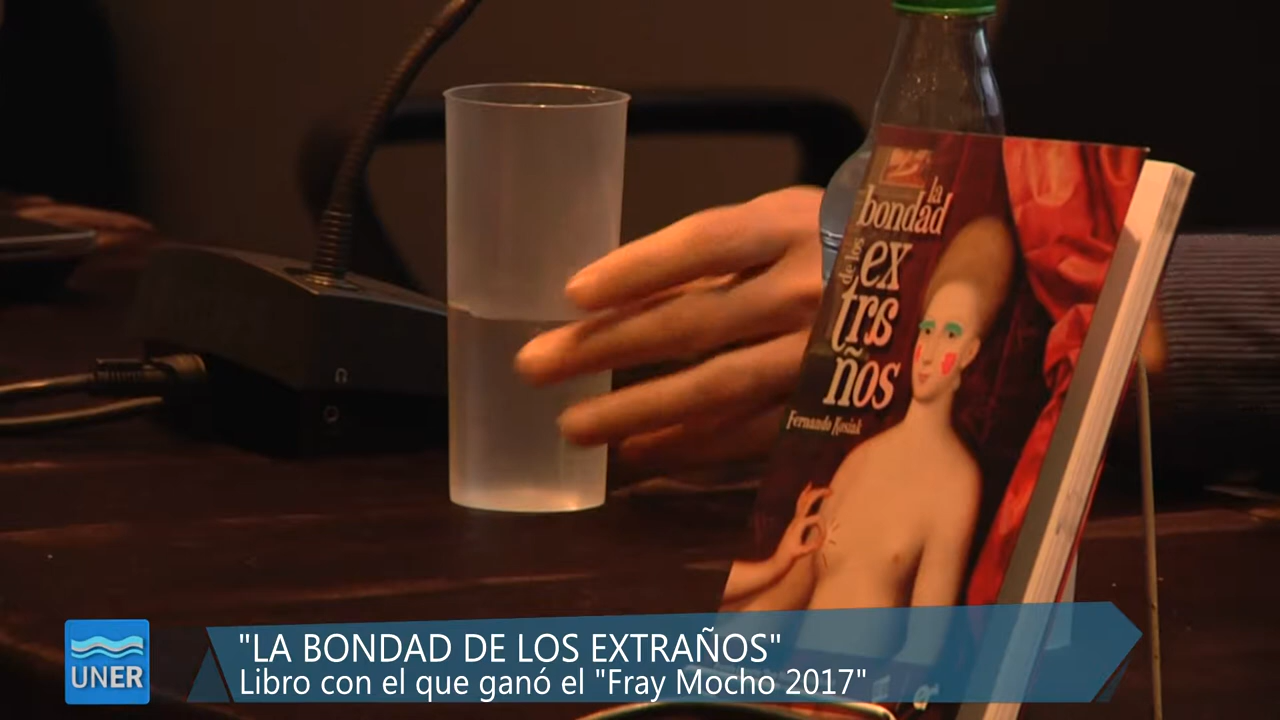 la
bondad
de los
ex
tra
ños
Fernando Kosiak
UNER
"LA BONDAD DE LOS EXTRAÑOS"
Libro con el que ganó el "Fray Mocho 2017"